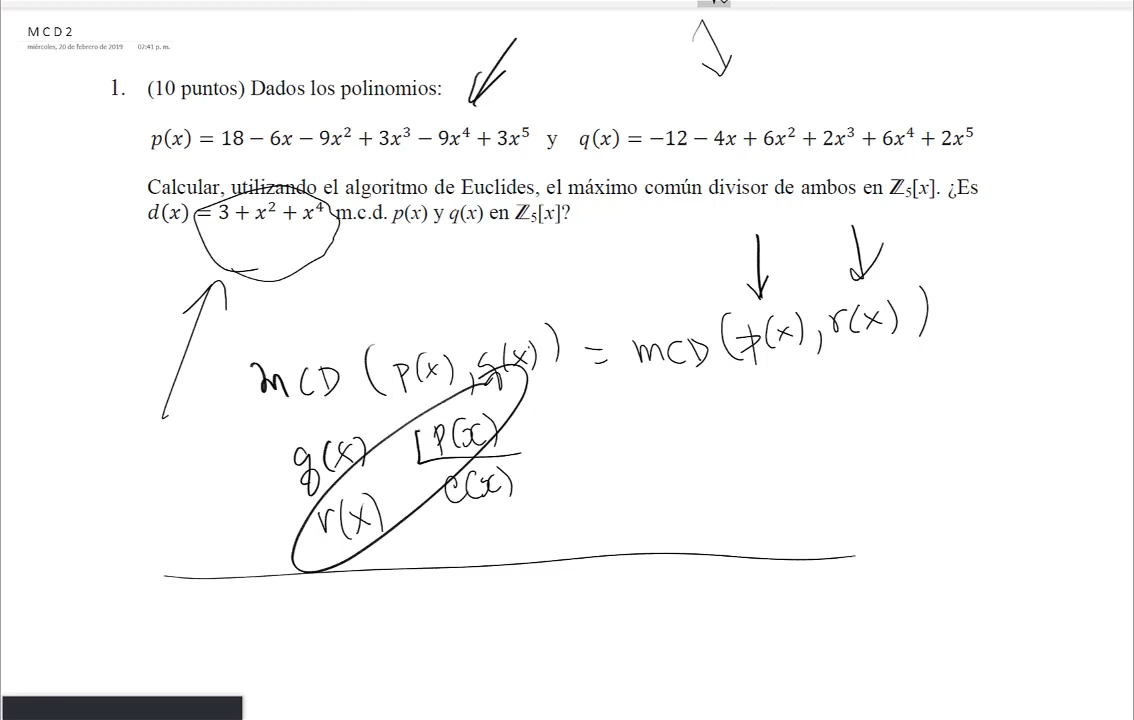 MCD2
miércoles, 20 de febrero de 2019 02:41 p. m.
1. (10 puntos) Dados los polinomios:
p(x) = 18 − 6x − 9x² + 3x³ − 9x⁴ + 3x⁵ y q(x) = −12 − 4x + 6x² + 2x³ + 6x⁴ + 2x⁵
Calcular, utilizando el algoritmo de Euclides, el máximo común divisor de ambos en ℤ₅[x]. ¿Es
d(x) = 3 + x² + x⁴ m.c.d. p(x) y q(x) en ℤ₅[x]?
MCD (p(x), q(x)) = MCD (p(x), r(x))
q(x) p(x)
r(x) c(x)